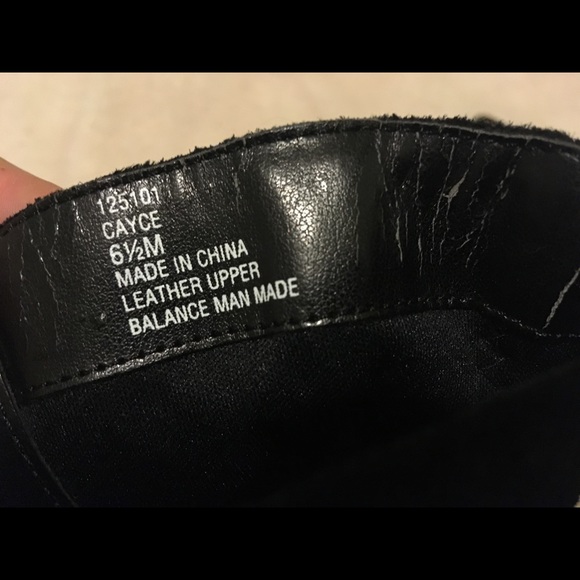 125101
CAYCE
6½M
MADE IN CHINA
LEATHER UPPER
BALANCE MAN MADE